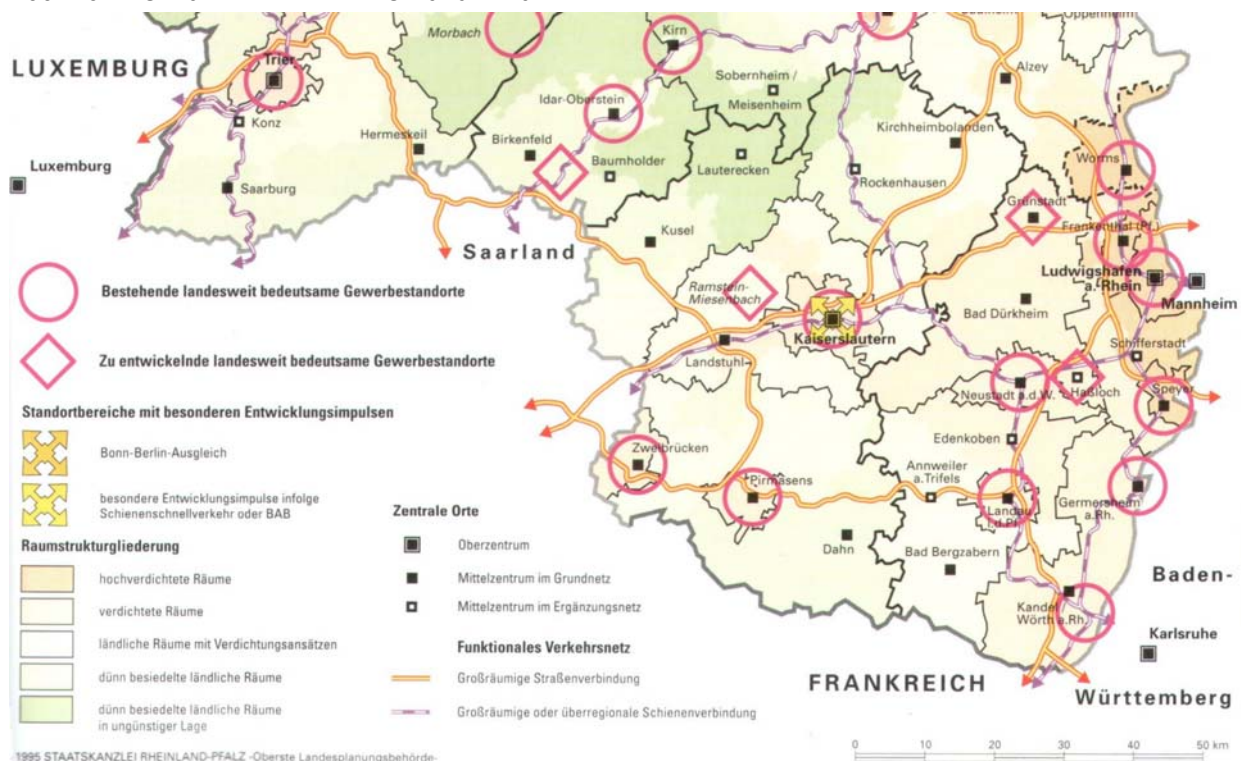 Morbach
Kirn
Oppenheim
LUXEMBURG
Trier
Sobernheim /
Meisenheim
Alzey
Idar-Oberstein
Konz
Hermeskeil
Birkenfeld
Kirchheimbolanden
Worms
Luxemburg
Baumholder
Lauterecken
Rockenhausen
Saarburg
Grünstadt
Kusel
Frankenthal (Pf.)
Saarland
Ludwigshafen
a.-Rhein
Mannheim
Ramstein-
Miesenbach
Bad Dürkheim
Kaiserslautern
Schifferstadt
Landstuhl
Neustadt a.d.W.
Haßloch
Speyer
Edenkoben
Zweibrücken
Annweiler
a.Trifels
Pirmasens
Landau
i.d.Pf.
Germersheim
a.Rh.
Dahn
Bad Bergzabern
Baden-
Kandel
Wörth a.Rh.
Karlsruhe
FRANKREICH
Württemberg
Bestehende landesweit bedeutsame Gewerbestandorte
Zu entwickelnde landesweit bedeutsame Gewerbestandorte
Standortbereiche mit besonderen Entwicklungsimpulsen
Bonn-Berlin-Ausgleich
besondere Entwicklungsimpulse infolge
Schienenschnellverkehr oder BAB
Raumstrukturgliederung
hochverdichtete Räume
verdichtete Räume
ländliche Räume mit Verdichtungsansätzen
dünn besiedelte ländliche Räume
dünn besiedelte ländliche Räume
in ungünstiger Lage
Zentrale Orte
Oberzentrum
Mittelzentrum im Grundnetz
Mittelzentrum im Ergänzungsnetz
Funktionales Verkehrsnetz
Großräumige Straßenverbindung
Großräumige oder überregionale Schienenverbindung
0 10 20 30 40 50 km
1995 STAATSKANZLEI RHEINLAND-PFALZ -Oberste Landesplanungsbehörde-